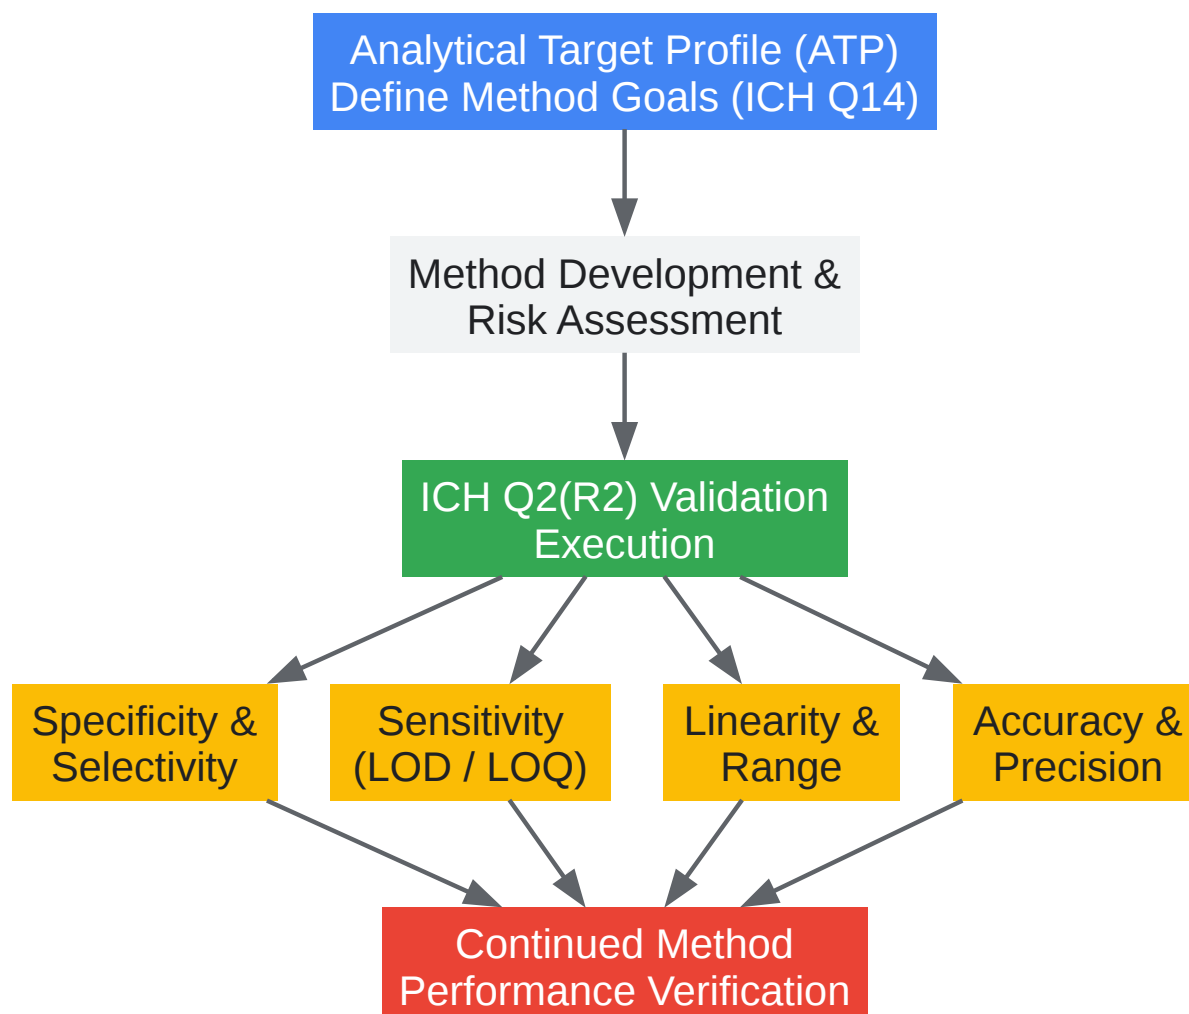 Analytical Target Profile (ATP)
Define Method Goals (ICH Q14)
Method Development &
Risk Assessment
ICH Q2(R2) Validation
Execution
Specificity &
Selectivity
Sensitivity
(LOD / LOQ)
Linearity &
Range
Accuracy &
Precision
Continued Method
Performance Verification